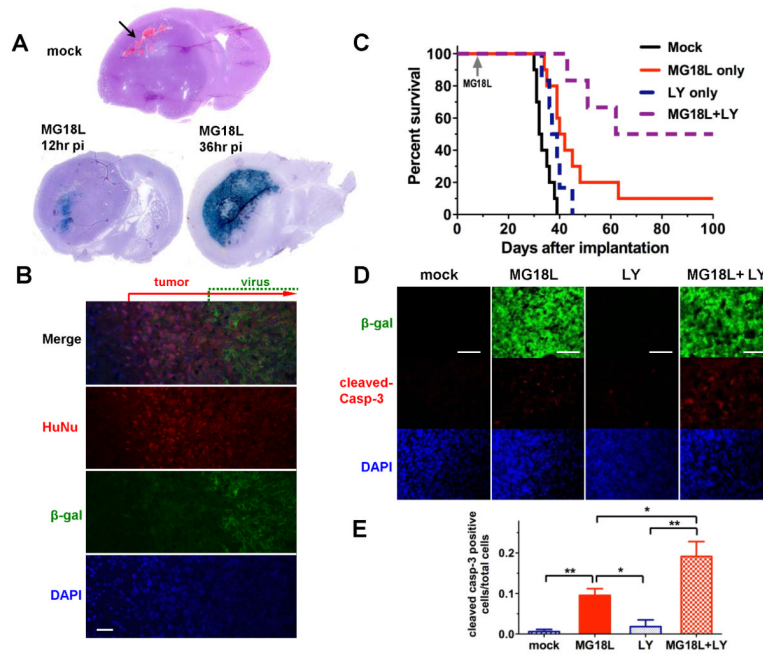 A
mock
MG18L
12hr pi
MG18L
36hr pi
B
tumor
virus
Merge
HuNu
β-gal
DAPI
C
Percent survival
100
80
60
40
20
0
MG18L
0
20
40
60
80
100
Days after implantation
Mock
MG18L only
LY only
MG18L+LY
D
mock
MG18L
LY
MG18L+ LY
β-gal
cleaved-
Casp-3
DAPI
E
cleaved casp-3 positive
cells/total cells
0.2
0.1
0.0
**
*
*
**
mock
MG18L
LY
MG18L+LY